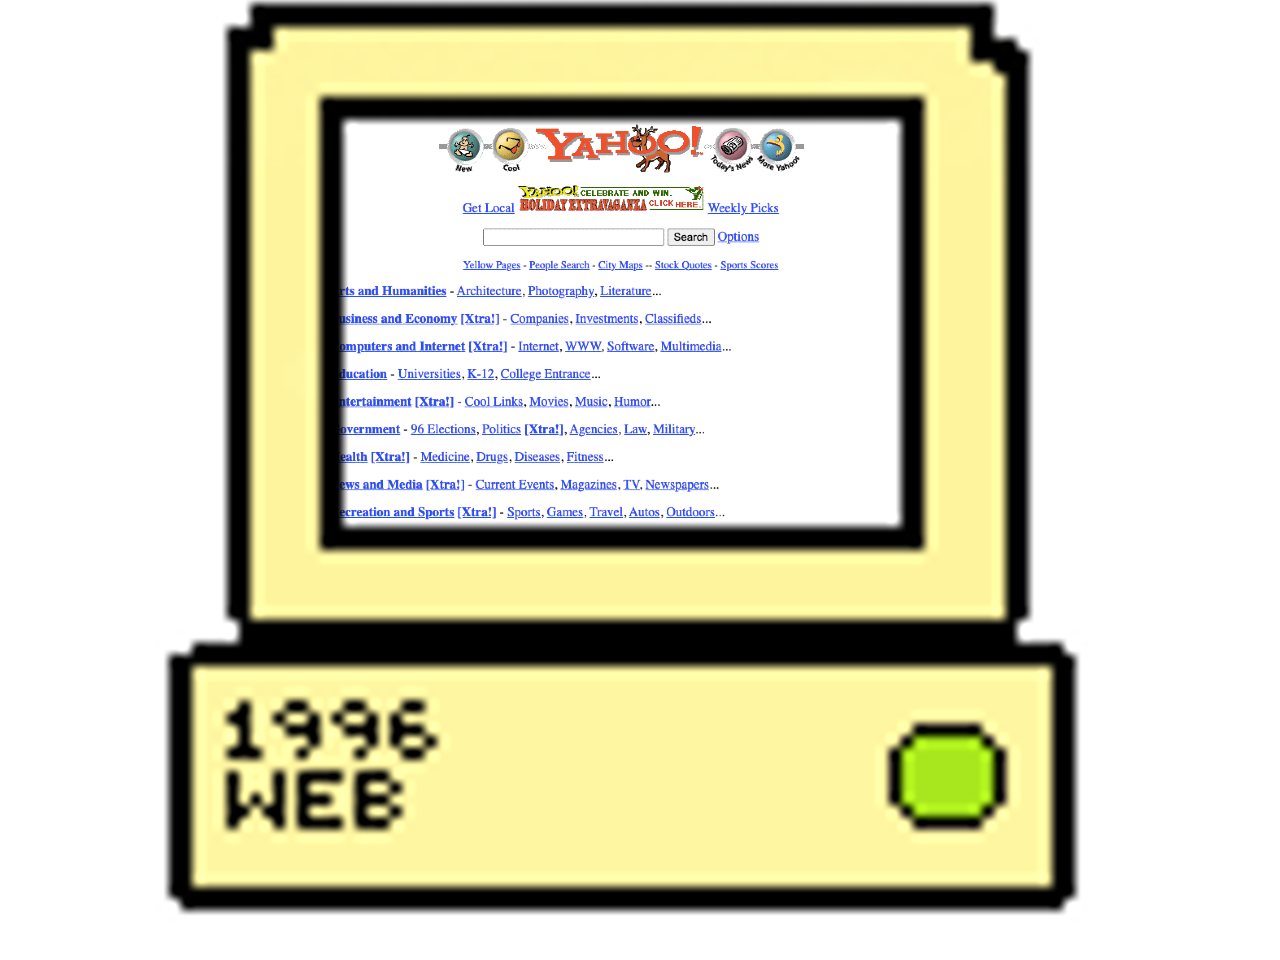 YAHOO!
New Cool Today's News More Yahoos
YAHOO! CELEBRATE AND WIN.
Get Local HOLIDAY EXTRAVAGANZA CLICK HERE. Weekly Picks
Search Options
Yellow Pages - People Search - City Maps -- Stock Quotes - Sports Scores
rts and Humanities - Architecture, Photography, Literature...
usiness and Economy [Xtra!] - Companies, Investments, Classifieds...
omputers and Internet [Xtra!] - Internet, WWW, Software, Multimedia...
ducation - Universities, K-12, College Entrance...
ntertainment [Xtra!] - Cool Links, Movies, Music, Humor...
overnment - 96 Elections, Politics [Xtra!], Agencies, Law, Military...
ealth [Xtra!] - Medicine, Drugs, Diseases, Fitness...
ews and Media [Xtra!] - Current Events, Magazines, TV, Newspapers...
ecreation and Sports [Xtra!] - Sports, Games, Travel, Autos, Outdoors...
1996
WEB